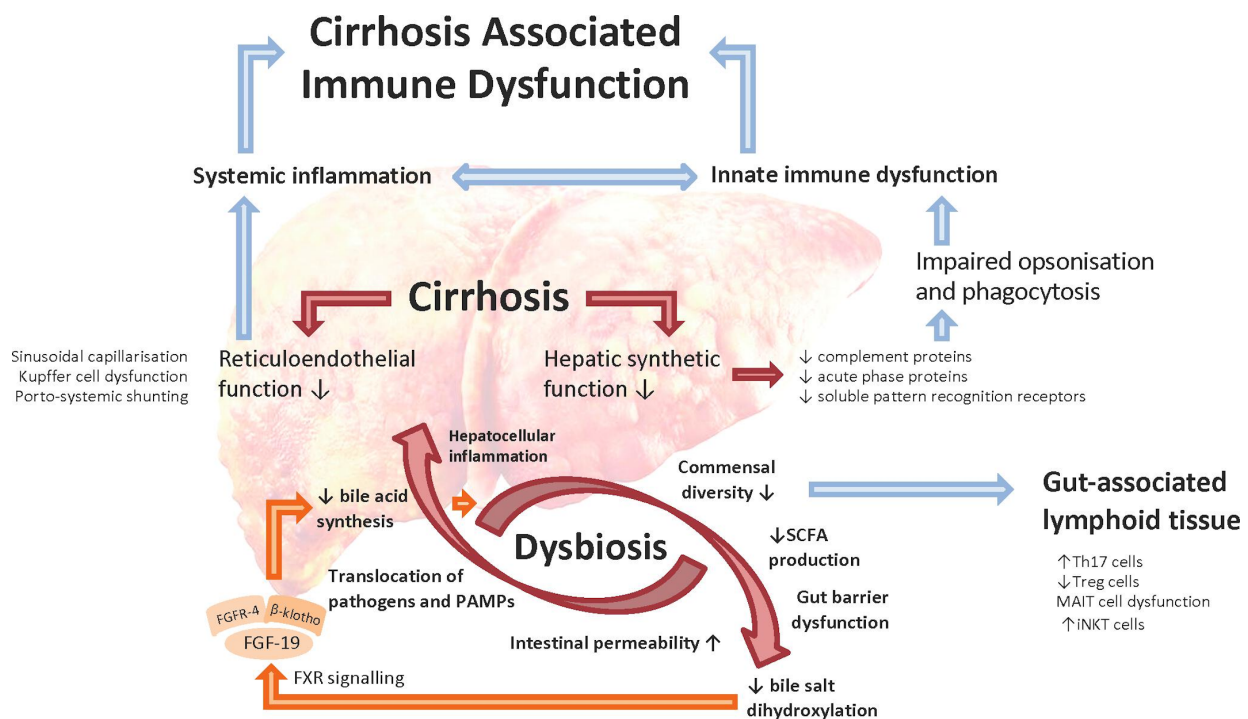 Cirrhosis Associated
Immune Dysfunction
Systemic inflammation
Innate immune dysfunction
Impaired opsonisation
and phagocytosis
Cirrhosis
Sinusoidal capillarisation
Kupffer cell dysfunction
Porto-systemic shunting
Reticuloendothelial
function ↓
Hepatic synthetic
function ↓
↓ complement proteins
↓ acute phase proteins
↓ soluble pattern recognition receptors
Hepatocellular
inflammation
Commensal
diversity ↓
Gut-associated
lymphoid tissue
↑Th17 cells
↓Treg cells
MAIT cell dysfunction
↑iNKT cells
↓ bile acid
synthesis
Dysbiosis
↓SCFA
production
Translocation of
pathogens and PAMPs
Gut barrier
dysfunction
Intestinal permeability ↑
FGFR-4
β-klotho
FGF-19
FXR signalling
↓ bile salt
dihydroxylation